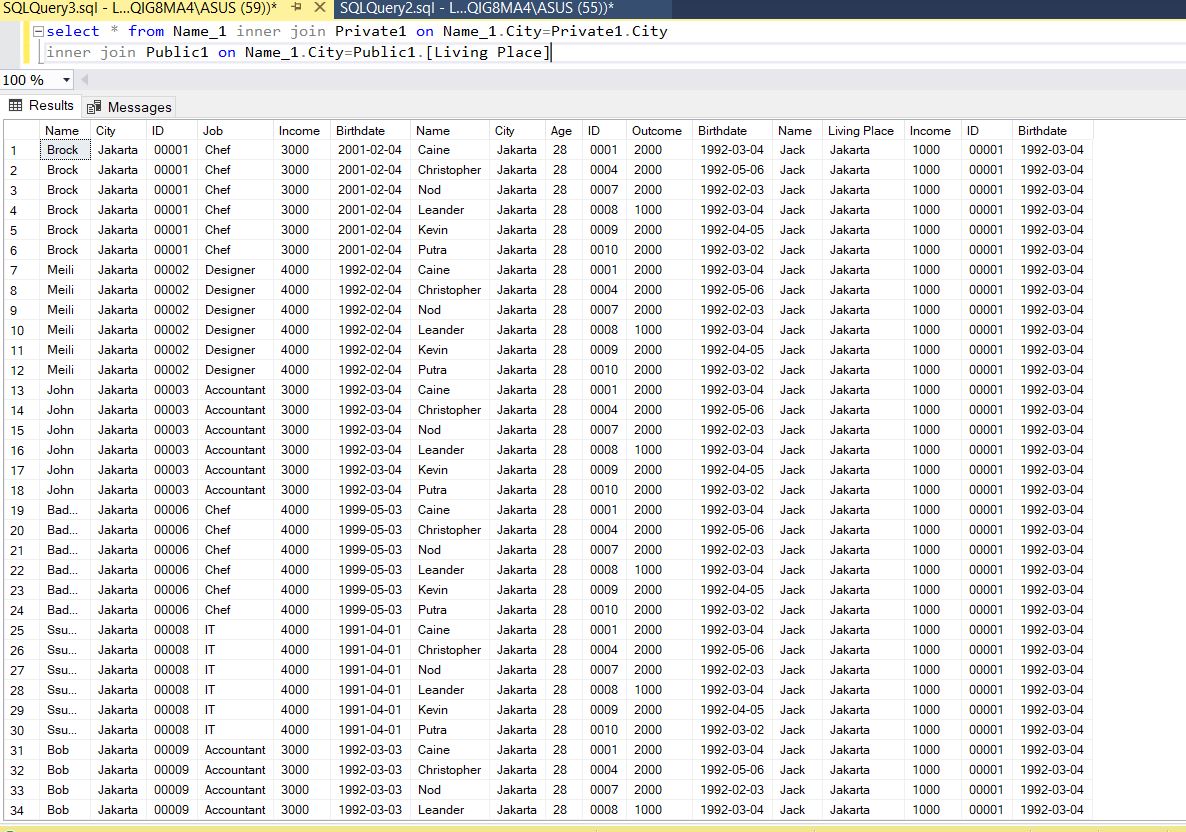 SQLQuery3.sql - L...QIG8MA4\ASUS (59))* SQLQuery2.sql - L...QIG8MA4\ASUS (55))*
select * from Name_1 inner join Private1 on Name_1.City=Private1.City
inner join Public1 on Name_1.City=Public1.[Living Place]
100 %
Results Messages
Name City ID Job Income Birthdate Name City Age ID Outcome Birthdate Name Living Place Income ID Birthdate
1 Brock Jakarta 00001 Chef 3000 2001-02-04 Caine Jakarta 28 0001 2000 1992-03-04 Jack Jakarta 1000 00001 1992-03-04
2 Brock Jakarta 00001 Chef 3000 2001-02-04 Christopher Jakarta 28 0004 2000 1992-05-06 Jack Jakarta 1000 00001 1992-03-04
3 Brock Jakarta 00001 Chef 3000 2001-02-04 Nod Jakarta 28 0007 2000 1992-02-03 Jack Jakarta 1000 00001 1992-03-04
4 Brock Jakarta 00001 Chef 3000 2001-02-04 Leander Jakarta 28 0008 1000 1992-03-04 Jack Jakarta 1000 00001 1992-03-04
5 Brock Jakarta 00001 Chef 3000 2001-02-04 Kevin Jakarta 28 0009 2000 1992-04-05 Jack Jakarta 1000 00001 1992-03-04
6 Brock Jakarta 00001 Chef 3000 2001-02-04 Putra Jakarta 28 0010 2000 1992-03-02 Jack Jakarta 1000 00001 1992-03-04
7 Meili Jakarta 00002 Designer 4000 1992-02-04 Caine Jakarta 28 0001 2000 1992-03-04 Jack Jakarta 1000 00001 1992-03-04
8 Meili Jakarta 00002 Designer 4000 1992-02-04 Christopher Jakarta 28 0004 2000 1992-05-06 Jack Jakarta 1000 00001 1992-03-04
9 Meili Jakarta 00002 Designer 4000 1992-02-04 Nod Jakarta 28 0007 2000 1992-02-03 Jack Jakarta 1000 00001 1992-03-04
10 Meili Jakarta 00002 Designer 4000 1992-02-04 Leander Jakarta 28 0008 1000 1992-03-04 Jack Jakarta 1000 00001 1992-03-04
11 Meili Jakarta 00002 Designer 4000 1992-02-04 Kevin Jakarta 28 0009 2000 1992-04-05 Jack Jakarta 1000 00001 1992-03-04
12 Meili Jakarta 00002 Designer 4000 1992-02-04 Putra Jakarta 28 0010 2000 1992-03-02 Jack Jakarta 1000 00001 1992-03-04
13 John Jakarta 00003 Accountant 3000 1992-03-04 Caine Jakarta 28 0001 2000 1992-03-04 Jack Jakarta 1000 00001 1992-03-04
14 John Jakarta 00003 Accountant 3000 1992-03-04 Christopher Jakarta 28 0004 2000 1992-05-06 Jack Jakarta 1000 00001 1992-03-04
15 John Jakarta 00003 Accountant 3000 1992-03-04 Nod Jakarta 28 0007 2000 1992-02-03 Jack Jakarta 1000 00001 1992-03-04
16 John Jakarta 00003 Accountant 3000 1992-03-04 Leander Jakarta 28 0008 1000 1992-03-04 Jack Jakarta 1000 00001 1992-03-04
17 John Jakarta 00003 Accountant 3000 1992-03-04 Kevin Jakarta 28 0009 2000 1992-04-05 Jack Jakarta 1000 00001 1992-03-04
18 John Jakarta 00003 Accountant 3000 1992-03-04 Putra Jakarta 28 0010 2000 1992-03-02 Jack Jakarta 1000 00001 1992-03-04
19 Bad... Jakarta 00006 Chef 4000 1999-05-03 Caine Jakarta 28 0001 2000 1992-03-04 Jack Jakarta 1000 00001 1992-03-04
20 Bad... Jakarta 00006 Chef 4000 1999-05-03 Christopher Jakarta 28 0004 2000 1992-05-06 Jack Jakarta 1000 00001 1992-03-04
21 Bad... Jakarta 00006 Chef 4000 1999-05-03 Nod Jakarta 28 0007 2000 1992-02-03 Jack Jakarta 1000 00001 1992-03-04
22 Bad... Jakarta 00006 Chef 4000 1999-05-03 Leander Jakarta 28 0008 1000 1992-03-04 Jack Jakarta 1000 00001 1992-03-04
23 Bad... Jakarta 00006 Chef 4000 1999-05-03 Kevin Jakarta 28 0009 2000 1992-04-05 Jack Jakarta 1000 00001 1992-03-04
24 Bad... Jakarta 00006 Chef 4000 1999-05-03 Putra Jakarta 28 0010 2000 1992-03-02 Jack Jakarta 1000 00001 1992-03-04
25 Ssu... Jakarta 00008 IT 4000 1991-04-01 Caine Jakarta 28 0001 2000 1992-03-04 Jack Jakarta 1000 00001 1992-03-04
26 Ssu... Jakarta 00008 IT 4000 1991-04-01 Christopher Jakarta 28 0004 2000 1992-05-06 Jack Jakarta 1000 00001 1992-03-04
27 Ssu... Jakarta 00008 IT 4000 1991-04-01 Nod Jakarta 28 0007 2000 1992-02-03 Jack Jakarta 1000 00001 1992-03-04
28 Ssu... Jakarta 00008 IT 4000 1991-04-01 Leander Jakarta 28 0008 1000 1992-03-04 Jack Jakarta 1000 00001 1992-03-04
29 Ssu... Jakarta 00008 IT 4000 1991-04-01 Kevin Jakarta 28 0009 2000 1992-04-05 Jack Jakarta 1000 00001 1992-03-04
30 Ssu... Jakarta 00008 IT 4000 1991-04-01 Putra Jakarta 28 0010 2000 1992-03-02 Jack Jakarta 1000 00001 1992-03-04
31 Bob Jakarta 00009 Accountant 3000 1992-03-03 Caine Jakarta 28 0001 2000 1992-03-04 Jack Jakarta 1000 00001 1992-03-04
32 Bob Jakarta 00009 Accountant 3000 1992-03-03 Christopher Jakarta 28 0004 2000 1992-05-06 Jack Jakarta 1000 00001 1992-03-04
33 Bob Jakarta 00009 Accountant 3000 1992-03-03 Nod Jakarta 28 0007 2000 1992-02-03 Jack Jakarta 1000 00001 1992-03-04
34 Bob Jakarta 00009 Accountant 3000 1992-03-03 Leander Jakarta 28 0008 1000 1992-03-04 Jack Jakarta 1000 00001 1992-03-04